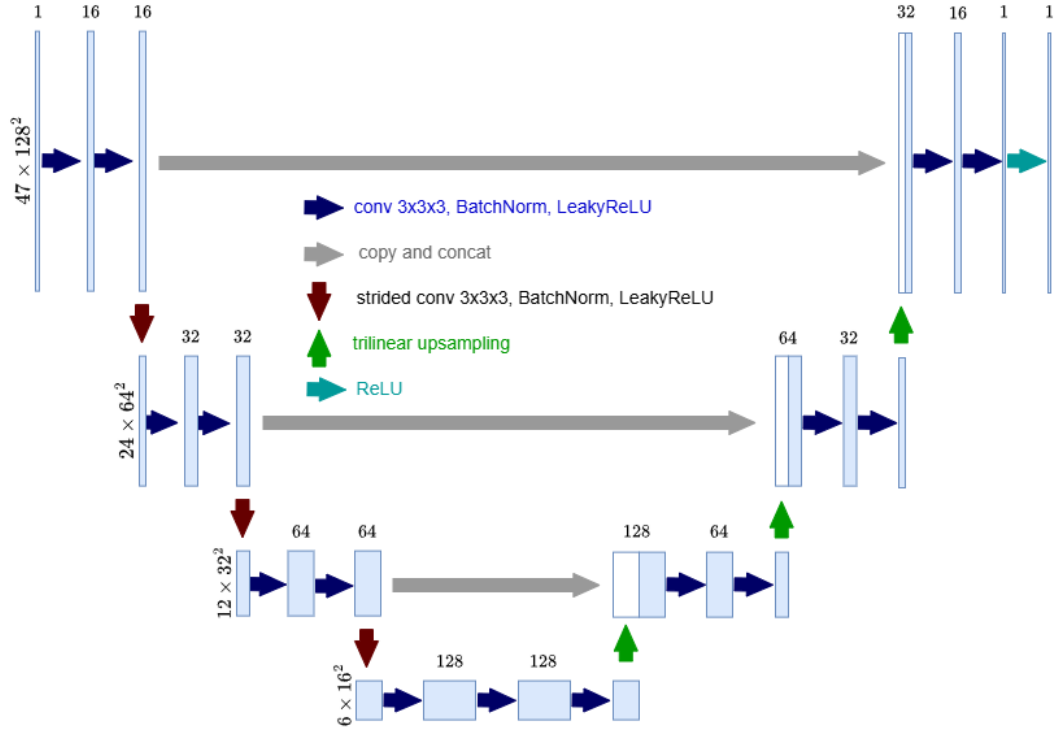 1 16 16 32 16 1 1
47 × 128²
conv 3x3x3, BatchNorm, LeakyReLU
copy and concat
strided conv 3x3x3, BatchNorm, LeakyReLU
trilinear upsampling
ReLU
32 32 64 32
24 × 64²
64 64 128 64
12 × 32²
128 128
6 × 16²